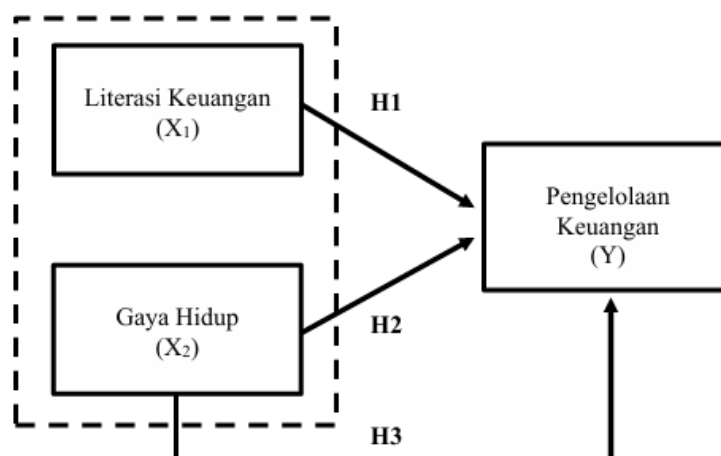 Literasi Keuangan
(X₁)
H1
Pengelolaan
Keuangan
(Y)
Gaya Hidup
(X₂)
H2
H3